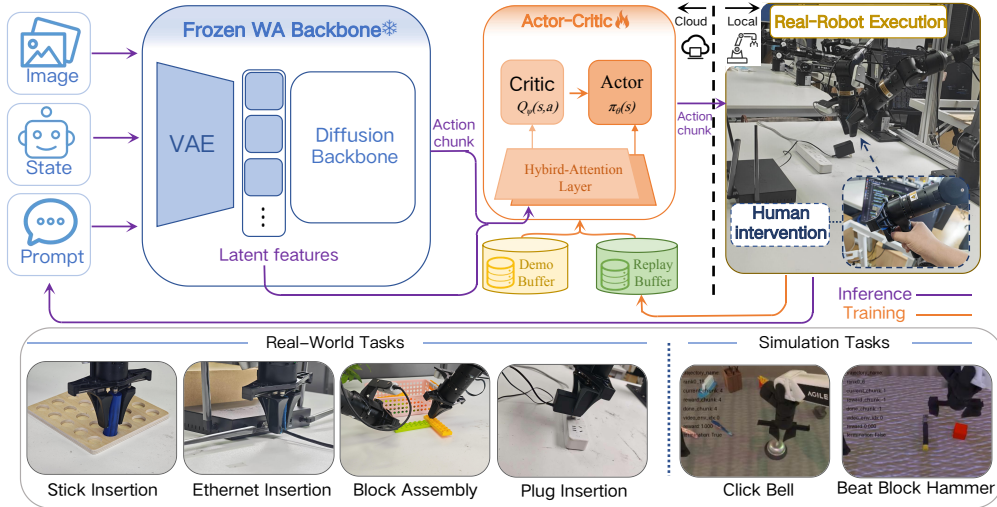 Image
State
Prompt
Frozen WA Backbone
VAE
Diffusion
Backbone
Latent features
Action
chunk
Actor-Critic
Critic
Qψ(s,a)
Actor
πθ(s)
Hybird-Attention
Layer
Demo
Buffer
Replay
Buffer
Cloud
Local
Action
chunk
Real-Robot Execution
Human
intervention
Inference
Training
Real-World Tasks
Simulation Tasks
AGILE
Stick Insertion
Ethernet Insertion
Block Assembly
Plug Insertion
Click Bell
Beat Block Hammer